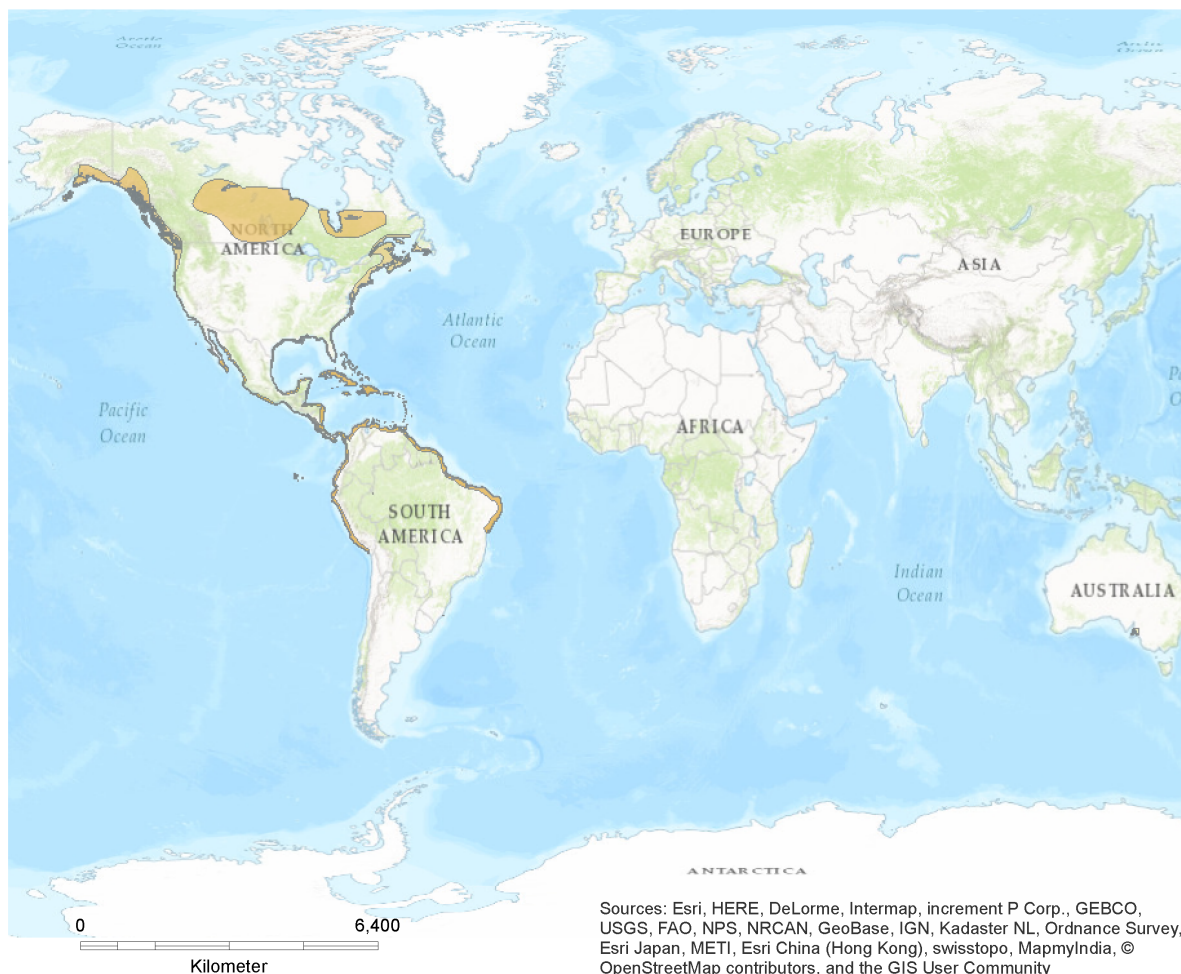 Arctic
Ocean
Arctic
Ocean
NORTH
AMERICA
EUROPE
ASIA
Atlantic
Ocean
Pacific
Ocean
AFRICA
SOUTH
AMERICA
Indian
Ocean
AUSTRALIA
ANTARCTICA
0 6,400
Kilometer
Sources: Esri, HERE, DeLorme, Intermap, increment P Corp., GEBCO,
USGS, FAO, NPS, NRCAN, GeoBase, IGN, Kadaster NL, Ordnance Survey,
Esri Japan, METI, Esri China (Hong Kong), swisstopo, MapmyIndia, ©
OpenStreetMap contributors, and the GIS User Community